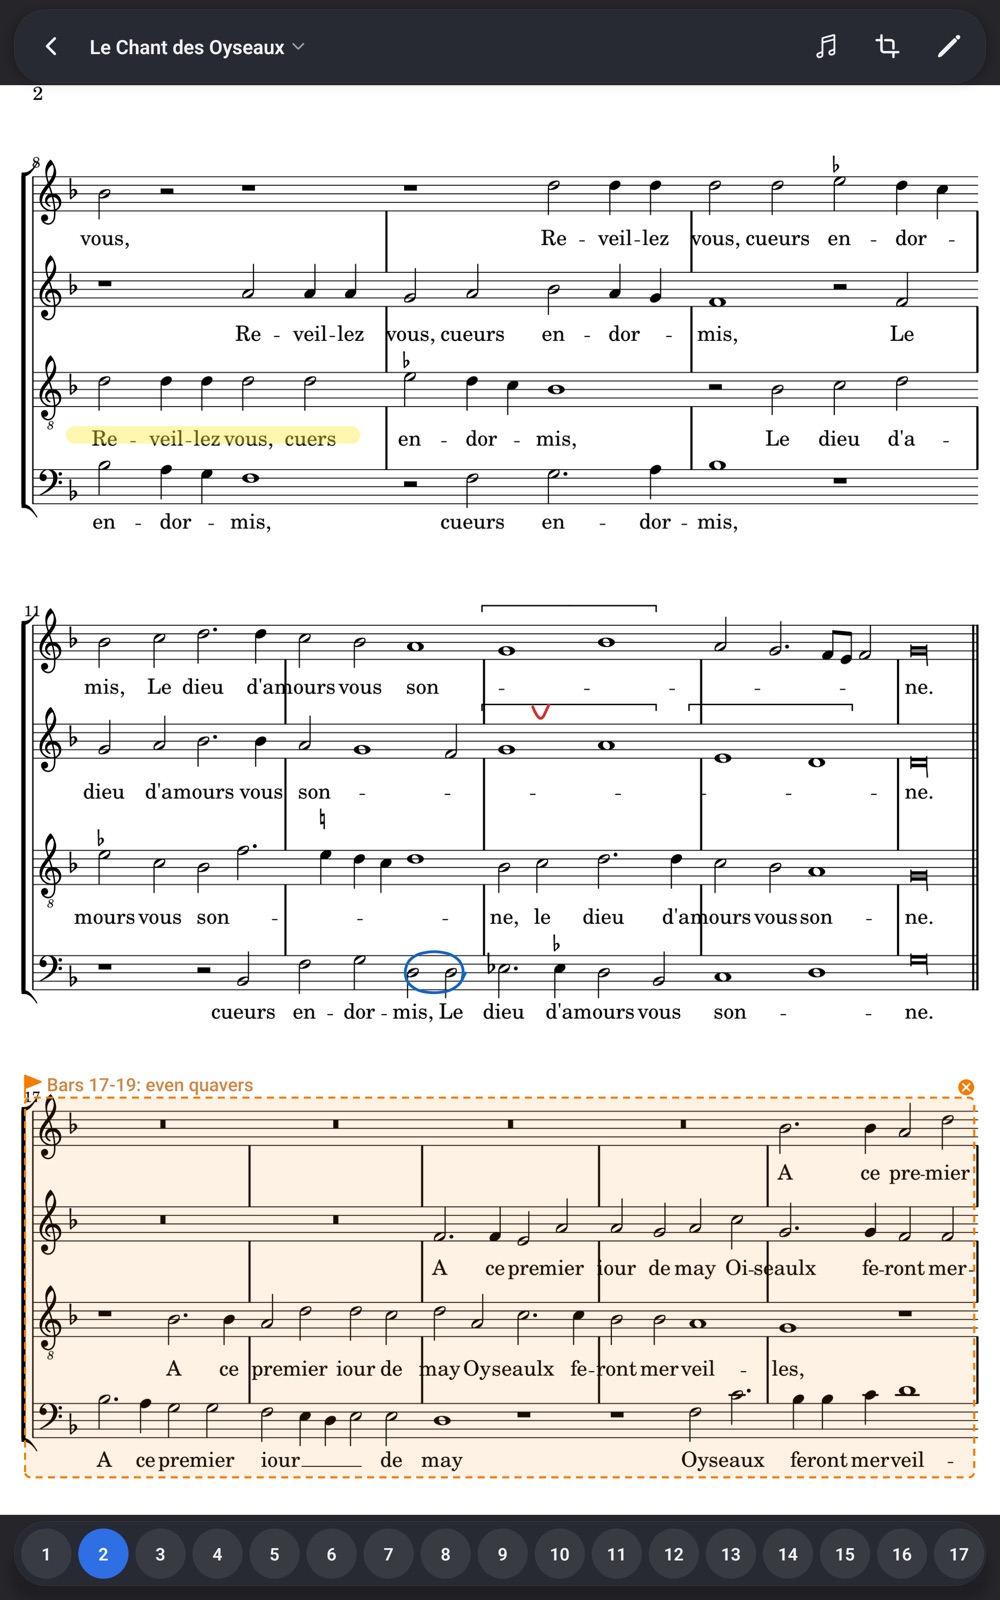 Le Chant des Oyseaux
2
8
vous, Re - veil-lez vous, cueurs en - dor -
Re - veil-lez vous, cueurs en - dor - mis, Le
8
Re - veil-lez vous, cuers en - dor - mis, Le dieu d'a -
en - dor - mis, cueurs en - dor - mis,
11
mis, Le dieu d'amours vous son - - - - - ne.
dieu d'amours vous son - - - - - - ne.
8
mours vous son - - - ne, le dieu d'amours vous son - ne.
cueurs en - dor - mis, Le dieu d'amours vous son - - ne.
Bars 17-19: even quavers
17
A ce pre-mier
A ce premier iour de may Oi-seaulx fe-ront mer-
8
A ce premier iour de may Oyseaulx fe-ront merveil - les,
A ce premier iour____ de may Oyseaux feront merveil -
1 2 3 4 5 6 7 8 9 10 11 12 13 14 15 16 17